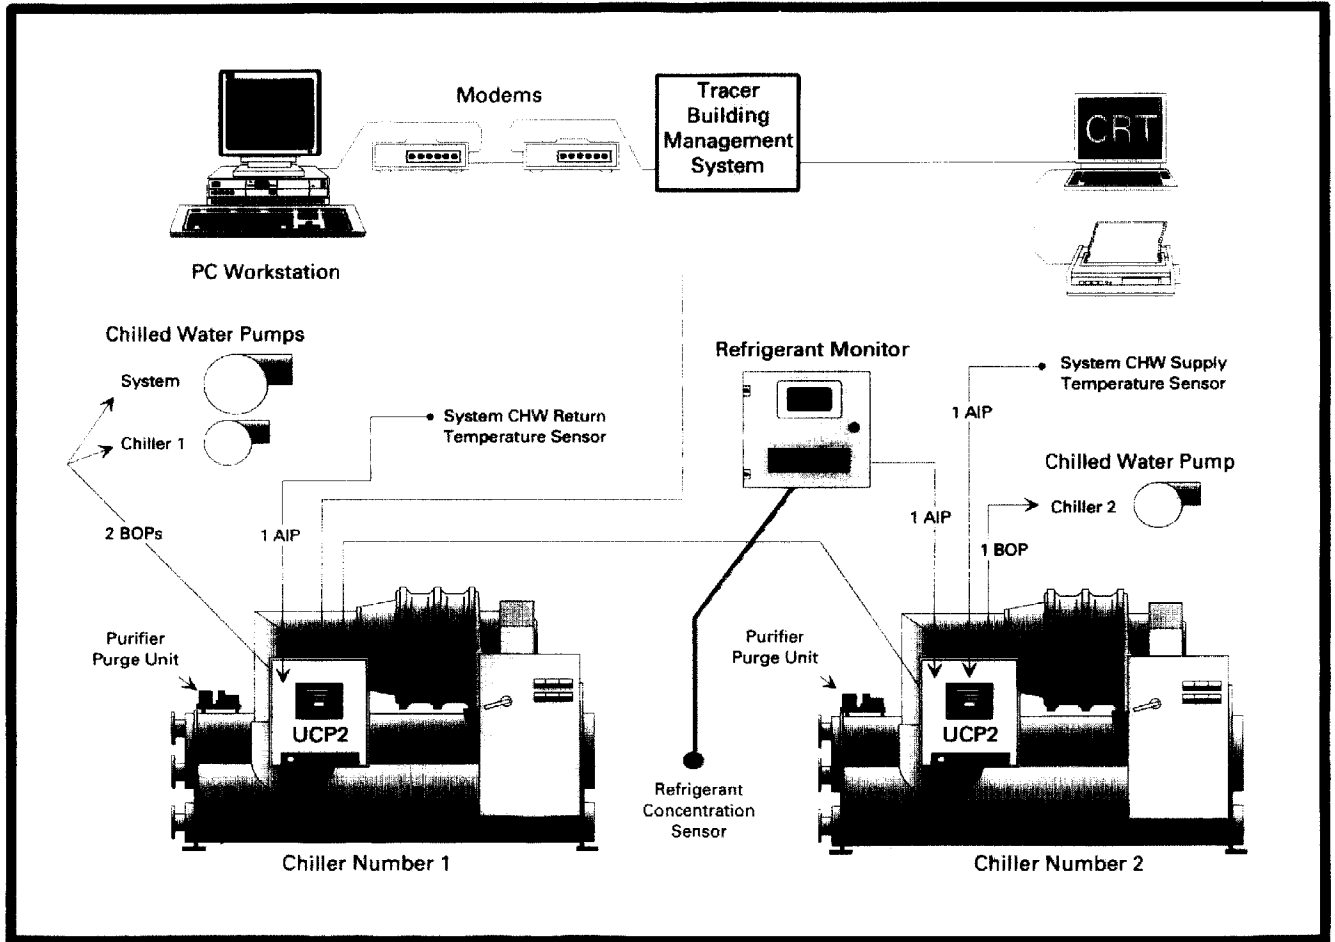 Modems
Tracer
Building
Management
System
CRT
PC Workstation
Chilled Water Pumps
System
Chiller 1
System CHW Return
Temperature Sensor
Refrigerant Monitor
System CHW Supply
Temperature Sensor
1 AIP
Chilled Water Pump
Chiller 2
2 BOPs
1 AIP
1 AIP
1 BOP
Purifier
Purge Unit
UCP2
Chiller Number 1
Refrigerant
Concentration
Sensor
Purifier
Purge Unit
UCP2
Chiller Number 2